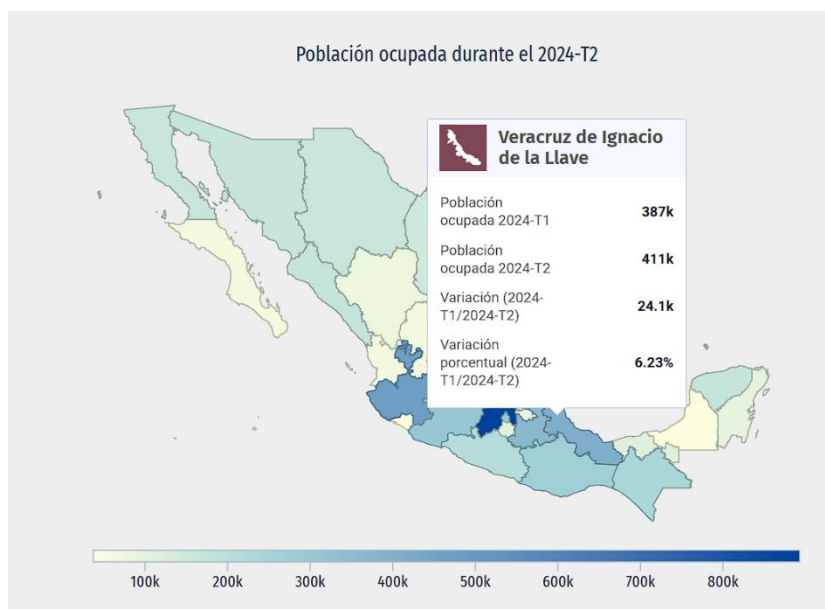 Población ocupada durante el 2024-T2
Veracruz de Ignacio
de la Llave
Población
ocupada 2024-T1
387k
Población
ocupada 2024-T2
411k
Variación (2024-
T1/2024-T2)
24.1k
Variación
porcentual (2024-
T1/2024-T2)
6.23%
100k 200k 300k 400k 500k 600k 700k 800k